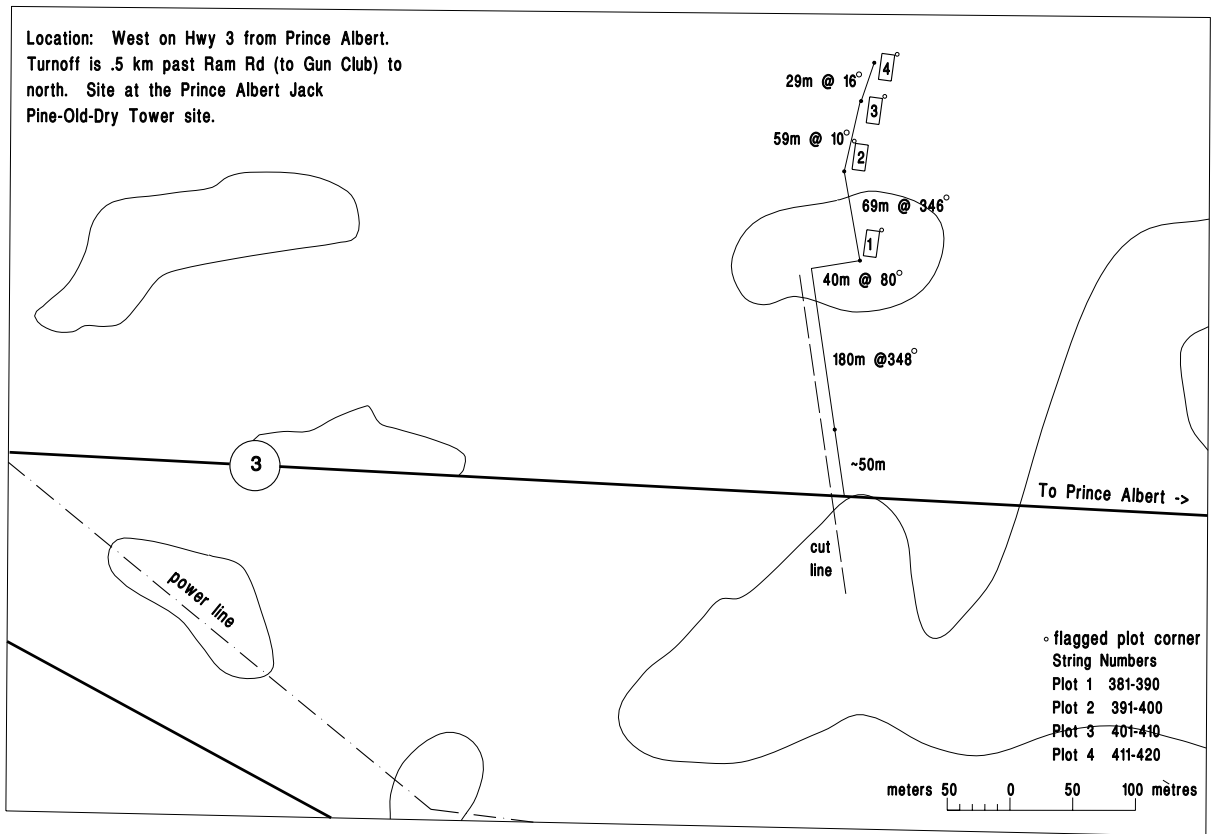 Location: West on Hwy 3 from Prince Albert.
Turnoff is .5 km past Ram Rd (to Gun Club) to
north. Site at the Prince Albert Jack
Pine-Old-Dry Tower site.
4
29m @ 16°
3
59m @ 10°
2
69m @ 346°
1
40m @ 80°
180m @348°
3
~50m
To Prince Albert ->
cut
line
power line
° flagged plot corner
String Numbers
Plot 1 381-390
Plot 2 391-400
Plot 3 401-410
Plot 4 411-420
meters 50 0 50 100 mètres